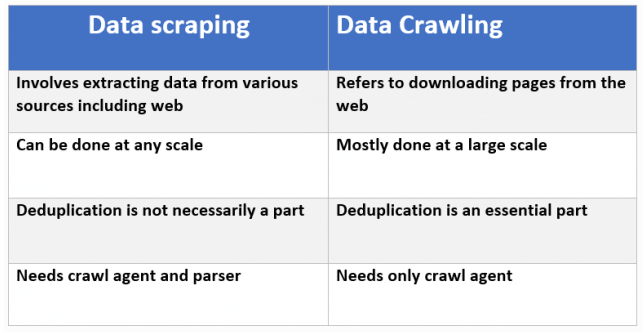 Data scraping
Data Crawling
Involves extracting data from various
sources including web
Refers to downloading pages from the
web
Can be done at any scale
Mostly done at a large scale
Deduplication is not necessarily a part
Deduplication is an essential part
Needs crawl agent and parser
Needs only crawl agent